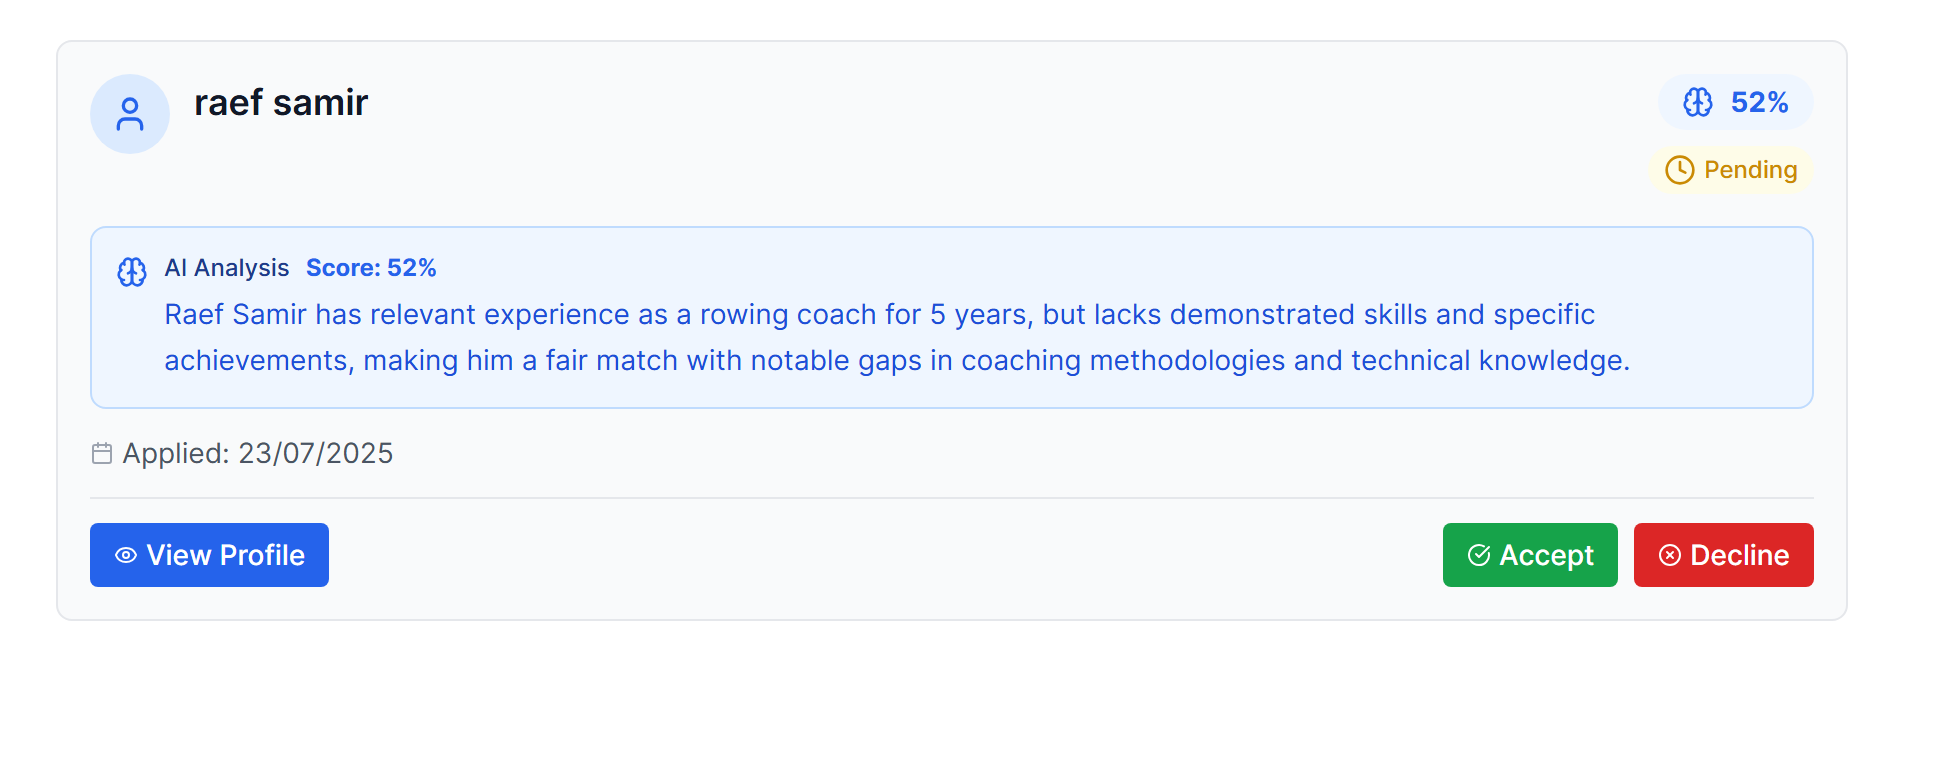 raef samir
52%
Pending
AI Analysis Score: 52%
Raef Samir has relevant experience as a rowing coach for 5 years, but lacks demonstrated skills and specific
achievements, making him a fair match with notable gaps in coaching methodologies and technical knowledge.
Applied: 23/07/2025
View Profile
Accept
Decline